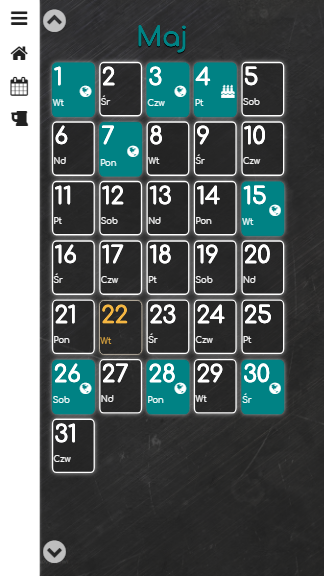 Maj
1 2 3 4 5
Wt Śr Czw Pt Sob
6 7 8 9 10
Nd Pon Wt Śr Czw
11 12 13 14 15
Pt Sob Nd Pon Wt
16 17 18 19 20
Śr Czw Pt Sob Nd
21 22 23 24 25
Pon Wt Śr Czw Pt
26 27 28 29 30
Sob Nd Pon Wt Śr
31
Czw